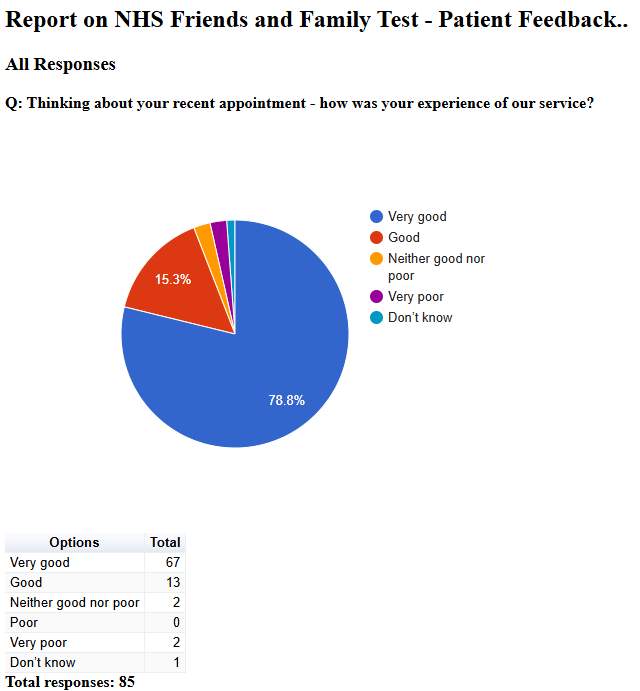 Report on NHS Friends and Family Test - Patient Feedback..
All Responses
Q: Thinking about your recent appointment - how was your experience of our service?
Very good
Good
Neither good nor
poor
Very poor
Don't know
15.3%
78.8%
Options Total
Very good 67
Good 13
Neither good nor poor 2
Poor 0
Very poor 2
Don't know 1
Total responses: 85